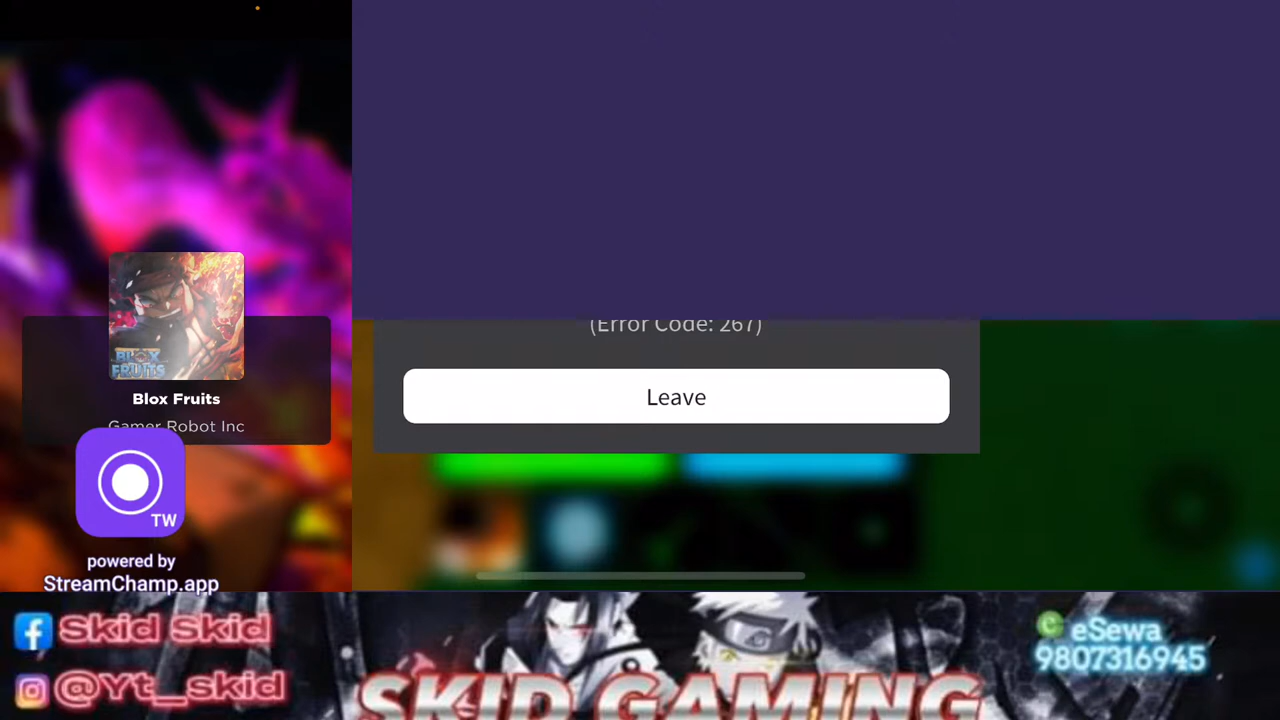 (Error Code: 267)
Leave
BLOX
FRUITS
Blox Fruits
Gamer Robot Inc
TW
powered by
StreamChamp.app
Skid Skid
@Yt_skid
SKID GAMING
e eSewa
9807316945